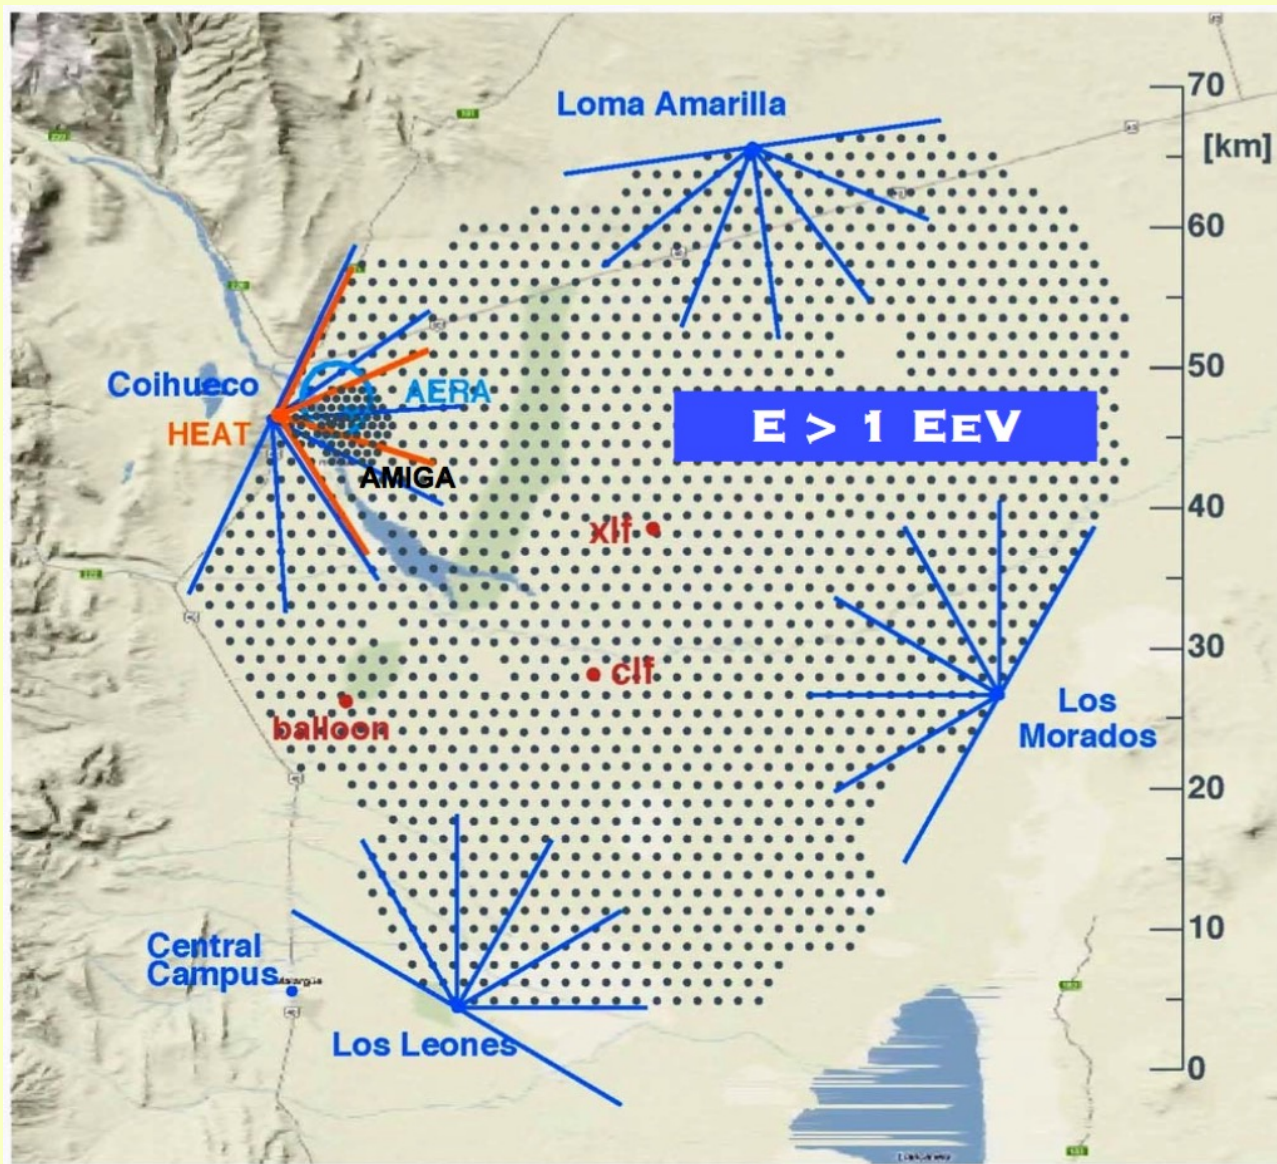 Loma Amarilla
70
[km]
60
50
Coihueco
AERA
HEAT
E > 1 EeV
AMIGA
40
xlf
30
clf
Los
Morados
balloon
20
10
Central
Campus
Malargüe
Los Leones
0